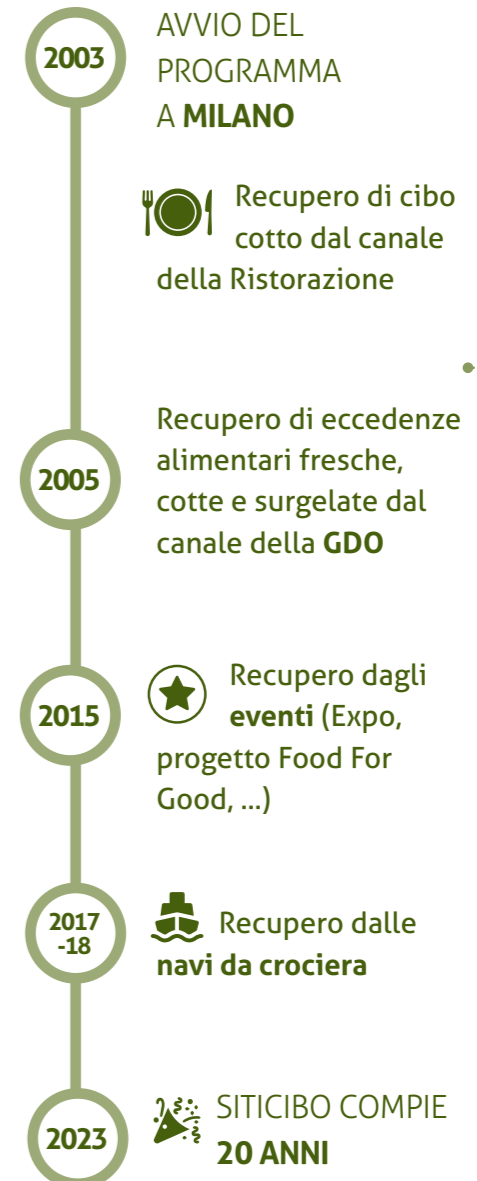 2003
AVVIO DEL
PROGRAMMA
A MILANO
Recupero di cibo
cotto dal canale
della Ristorazione
2005
Recupero di eccedenze
alimentari fresche,
cotte e surgelate dal
canale della GDO
2015
Recupero dagli
eventi (Expo,
progetto Food For
Good, ...)
2017
-18
Recupero dalle
navi da crociera
2023
SITICIBO COMPIE
20 ANNI